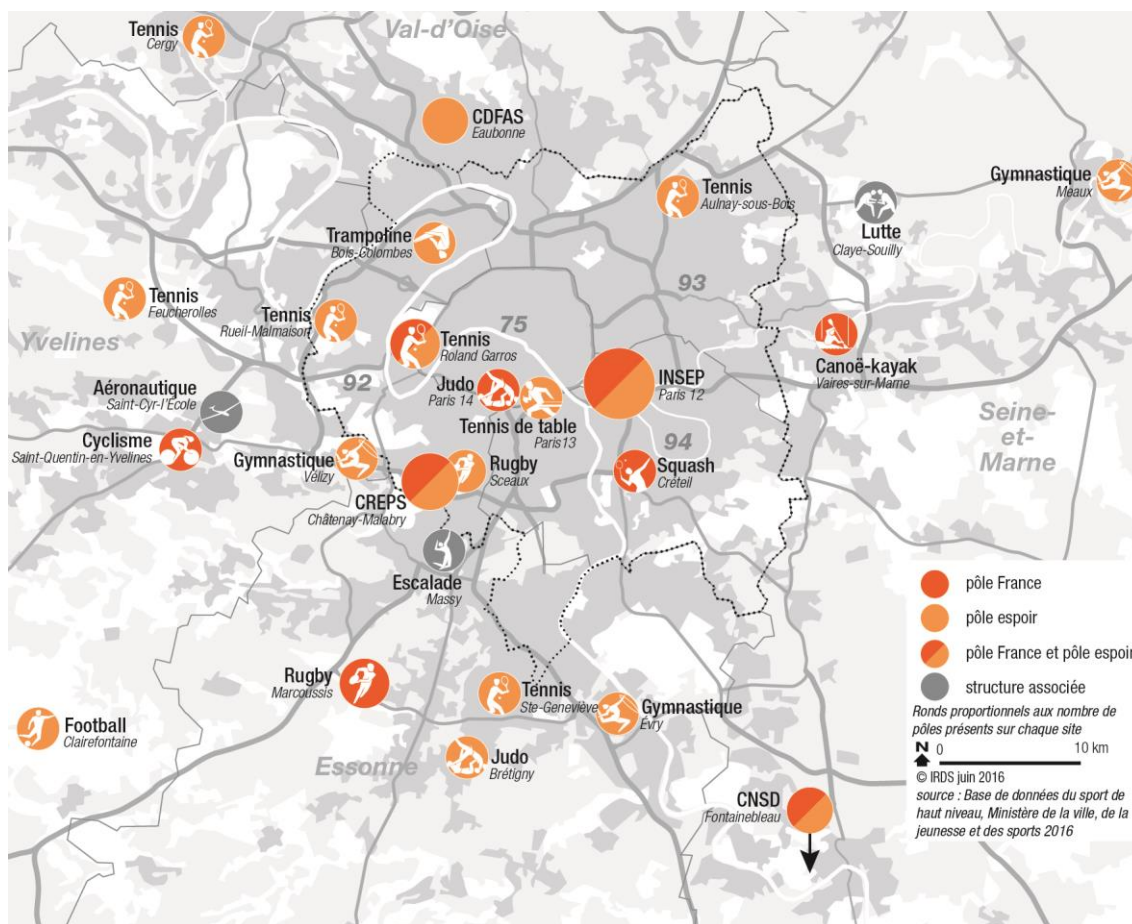 Tennis
Cergy
Val-d'Oise
CDFAS
Eaubonne
Tennis
Aulnay-sous-Bois
Gymnastique
Meaux
Lutte
Claye-Souilly
Trampoline
Bois-Colombes
93
Tennis
Feucherolles
Tennis
Rueil-Malmaison
75
Yvelines
Tennis
Roland Garros
Canoë-kayak
Vaires-sur-Marne
92
INSEP
Paris 12
Judo
Paris 14
Aéronautique
Saint-Cyr-l'École
Tennis de table
Paris13
Seine-
et-
Marne
94
Cyclisme
Saint-Quentin-en-Yvelines
Gymnastique
Vélizy
Rugby
Sceaux
Squash
Créteil
CREPS
Châtenay-Malabry
Escalade
Massy
pôle France
pôle espoir
pôle France et pôle espoir
structure associée
Rugby
Marcoussis
Tennis
Ste-Geneviève
Gymnastique
Évry
Football
Clairefontaine
Essonne
Judo
Brétigny
Ronds proportionnels aux nombre de
pôles présents sur chaque site
N 0 10 km
© IRDS juin 2016
source : Base de données du sport de
haut niveau, Ministère de la ville, de la
jeunesse et des sports 2016
CNSD
Fontainebleau